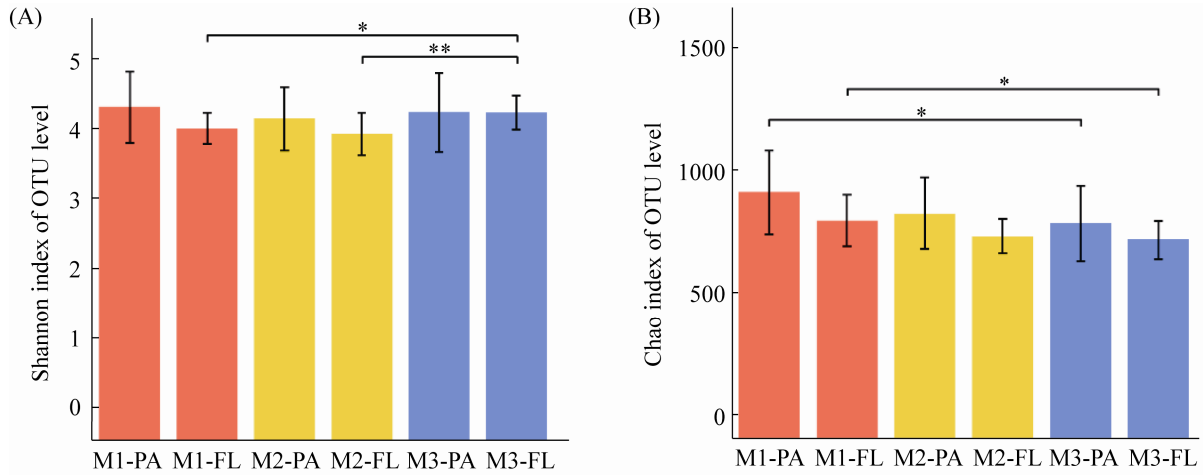 (A)
Shannon index of OTU level
5
4
3
2
1
0
*
**
M1-PA M1-FL M2-PA M2-FL M3-PA M3-FL
(B)
Chao index of OTU level
1500
1000
500
0
*
*
M1-PA M1-FL M2-PA M2-FL M3-PA M3-FL